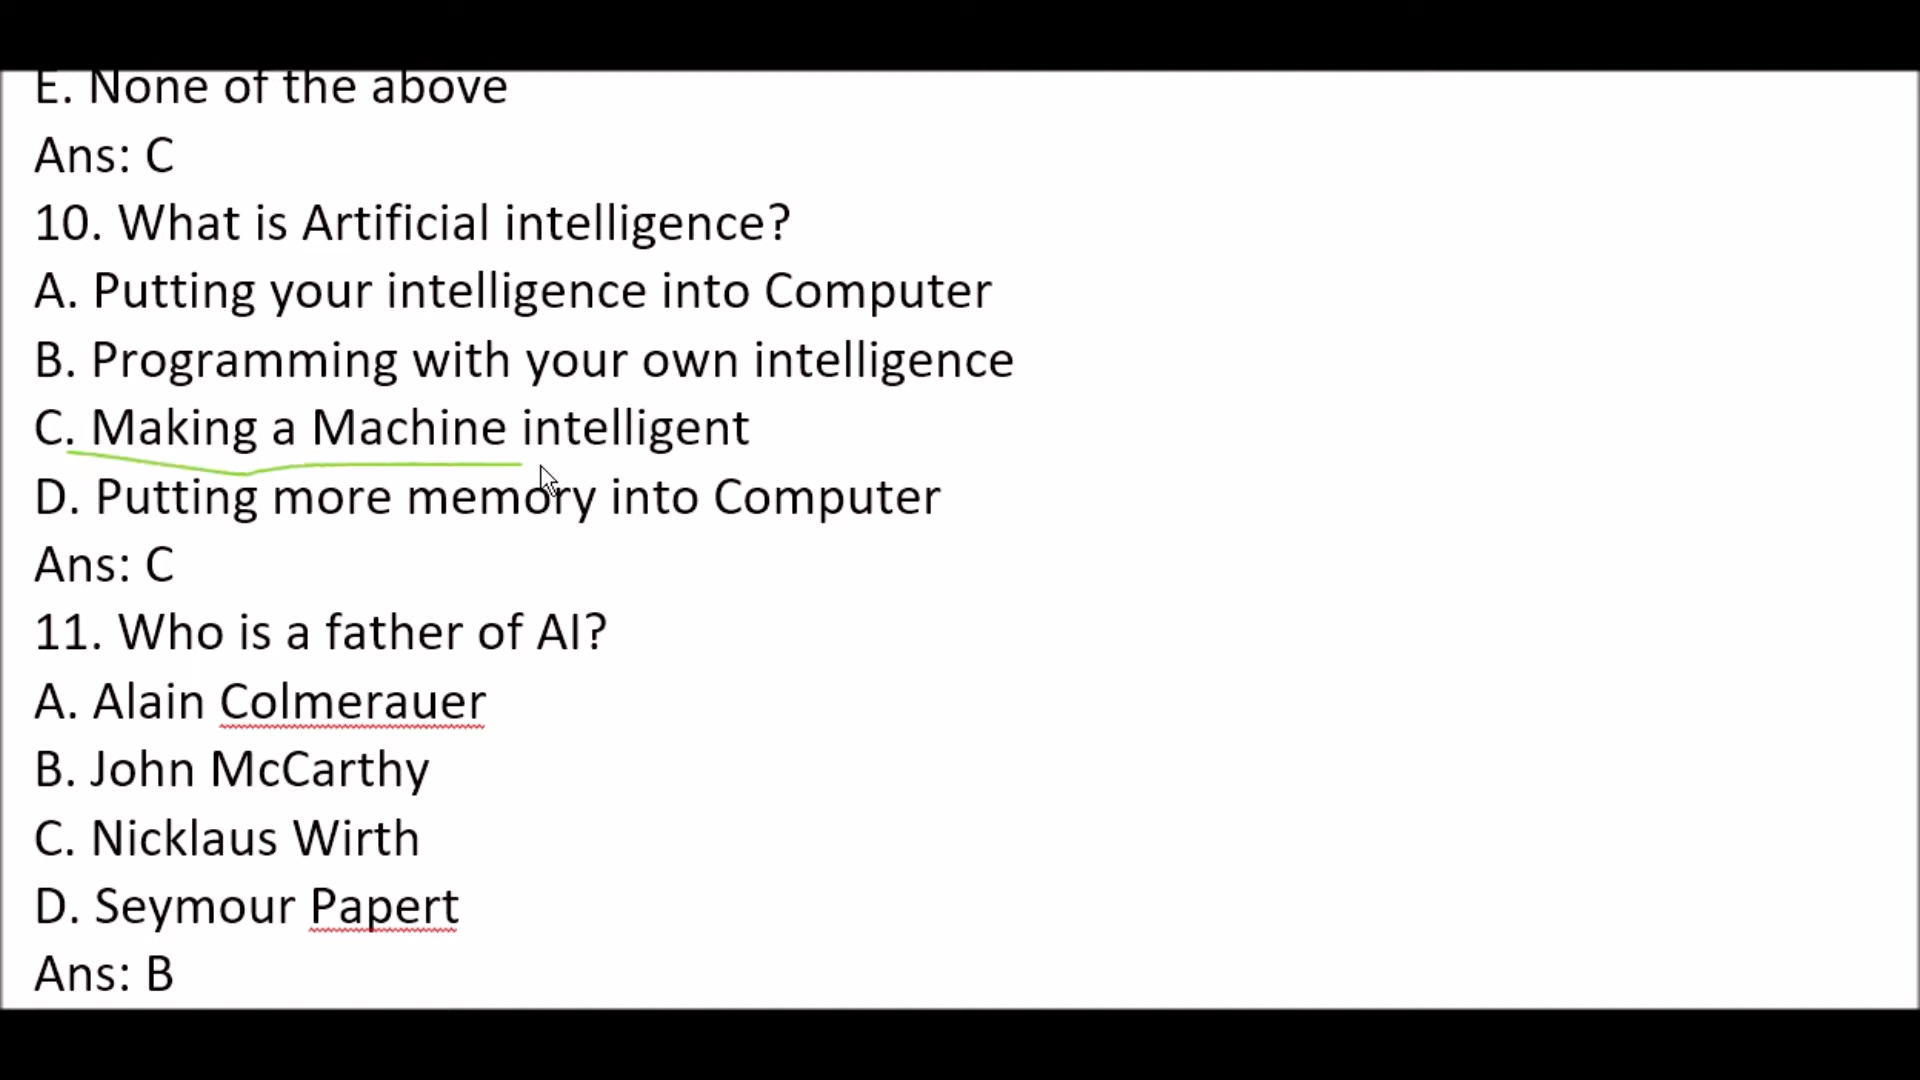 E. None of the above
Ans: C
10. What is Artificial intelligence?
A. Putting your intelligence into Computer
B. Programming with your own intelligence
C. Making a Machine intelligent
D. Putting more memory into Computer
Ans: C
11. Who is a father of AI?
A. Alain Colmerauer
B. John McCarthy
C. Nicklaus Wirth
D. Seymour Papert
Ans: B